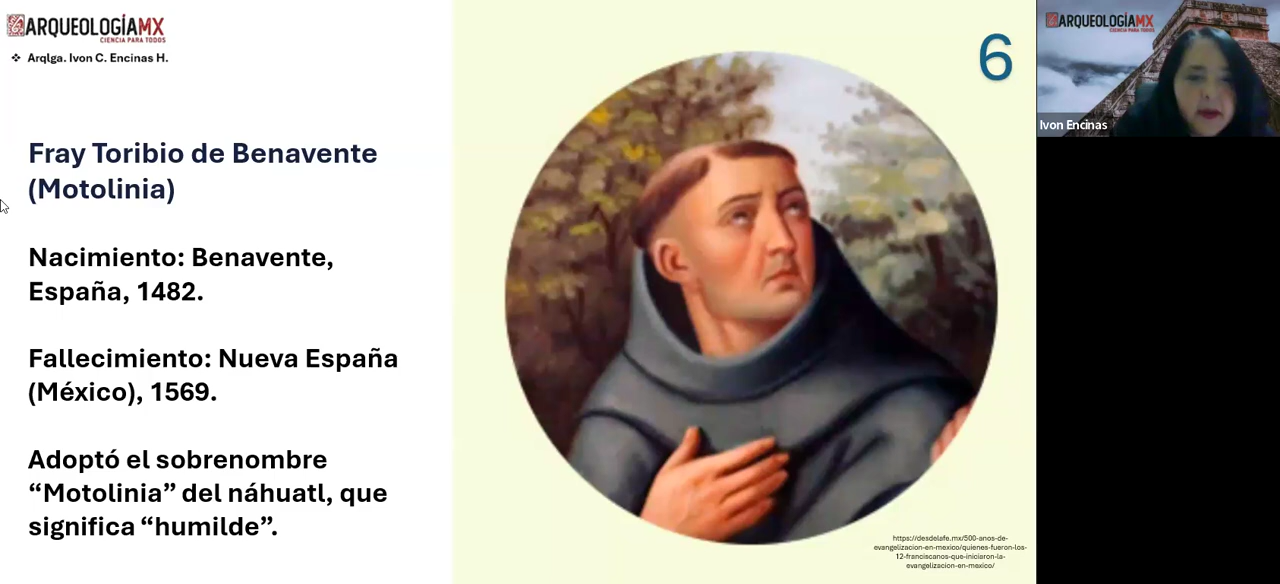 ARQUEOLOGÍAMX
CIENCIA PARA TODOS
❖ Arqlga. Ivon C. Encinas H.
Fray Toribio de Benavente
(Motolinia)
Nacimiento: Benavente,
España, 1482.
Fallecimiento: Nueva España
(México), 1569.
Adoptó el sobrenombre
“Motolinia” del náhuatl, que
significa “humilde”.
6
https://desdelafe.mx/500-anos-de-
evangelizacion-en-mexico/quienes-fueron-los-
12-franciscanos-que-iniciaron-la-
evangelizacion-en-mexico/
ARQUEOLOGÍAMX
CIENCIA PARA TODOS
Ivon Encinas